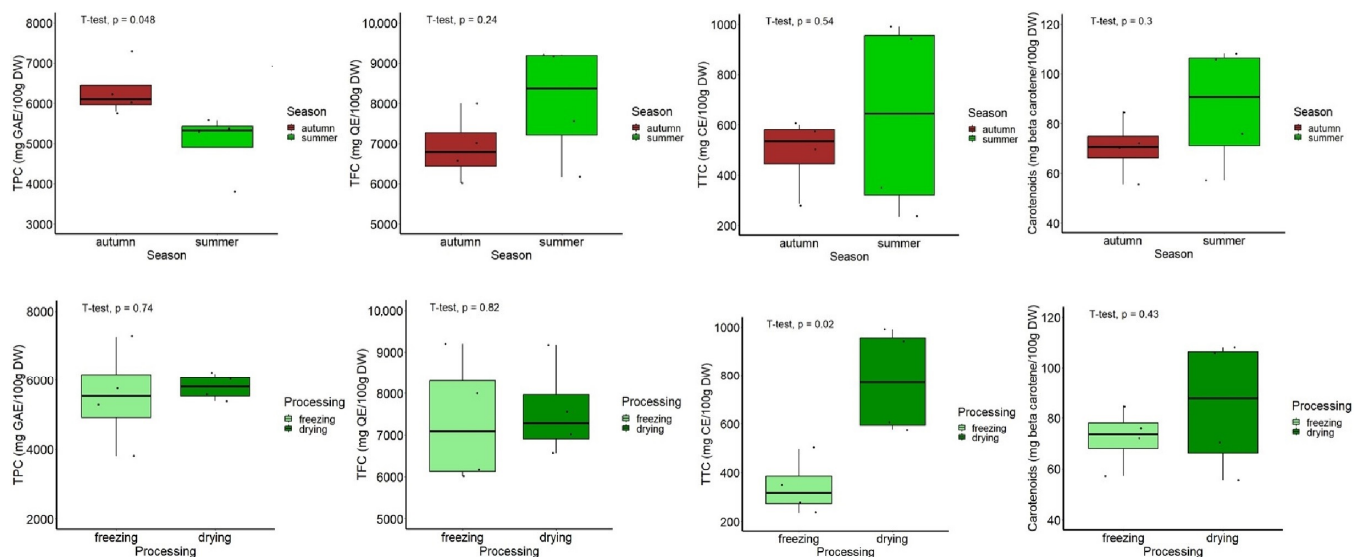 T-test, p = 0.048
TPC (mg GAE/100g DW)
8000
7000
6000
5000
4000
3000
autumn
summer
Season
Season
autumn
summer
T-test, p = 0.24
TFC (mg QE/100g DW)
10,000
9000
8000
7000
6000
5000
autumn
summer
Season
Season
autumn
summer
T-test, p = 0.54
TTC (mg CE/100g DW)
1000
800
600
400
200
autumn
summer
Season
Season
autumn
summer
T-test, p = 0.3
Carotenoids (mg beta carotene/100g DW)
120
100
80
60
40
autumn
summer
Season
Season
autumn
summer
T-test, p = 0.74
TPC (mg GAE/100g DW)
8000
6000
4000
2000
freezing
drying
Processing
Processing
freezing
drying
T-test, p = 0.82
TFC (mg QE/100g DW)
10,000
9000
8000
7000
6000
5000
freezing
drying
Processing
Processing
freezing
drying
T-test, p = 0.02
TTC (mg CE/100g DW)
1000
800
600
400
200
freezing
drying
Processing
Processing
freezing
drying
T-test, p = 0.43
Carotenoids (mg beta carotene/100g DW)
120
100
80
60
40
freezing
drying
Processing
Processing
freezing
drying